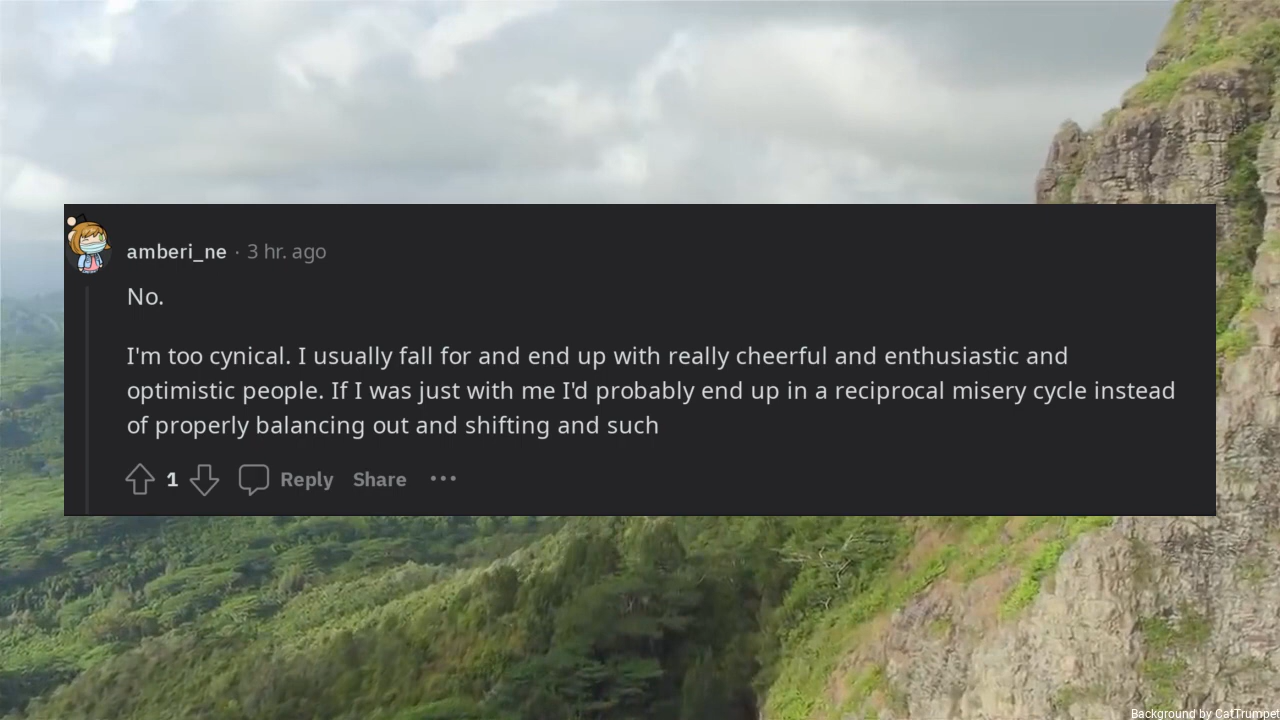 amberi_ne · 3 hr. ago
No.
I'm too cynical. I usually fall for and end up with really cheerful and enthusiastic and
optimistic people. If I was just with me I'd probably end up in a reciprocal misery cycle instead
of properly balancing out and shifting and such
1 Reply Share ···
Background by CatTrumpet